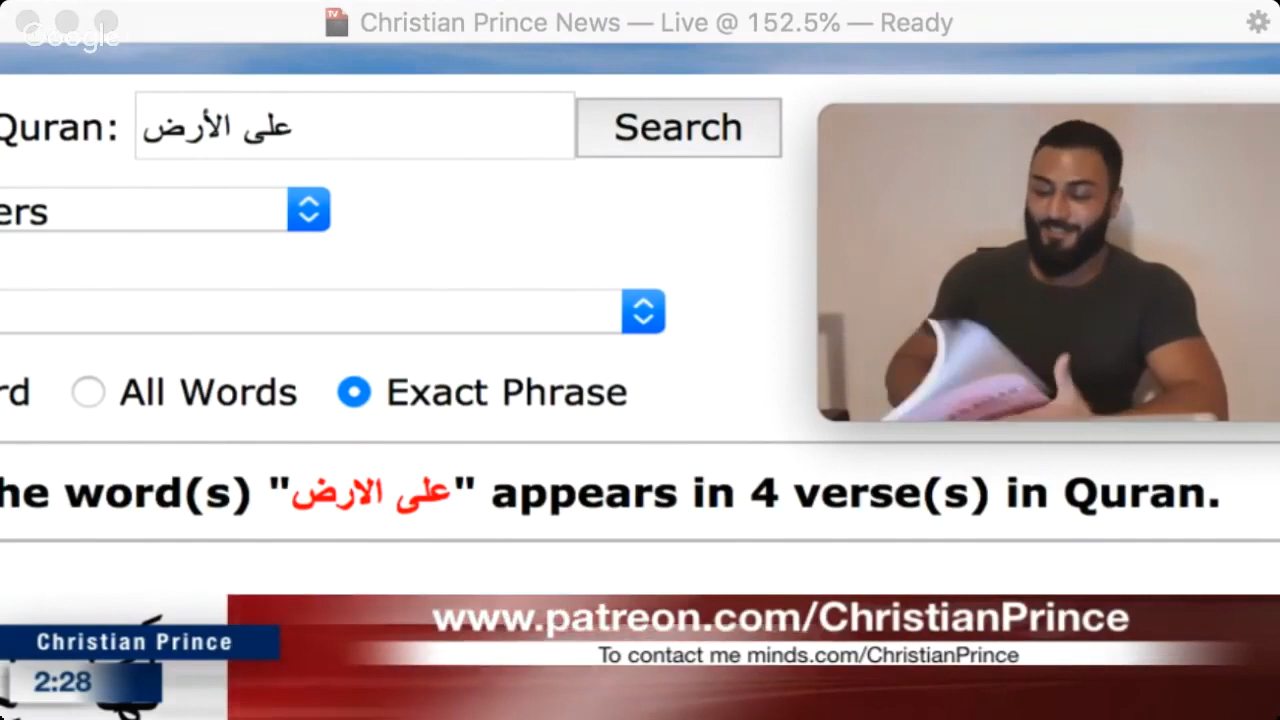 Christian Prince News — Live @ 152.5% — Ready
Google
Quran: على الأرض Search
ers
rd All Words Exact Phrase
he word(s) "على الارض" appears in 4 verse(s) in Quran.
www.patreon.com/ChristianPrince
Christian Prince
To contact me minds.com/ChristianPrince
2:28